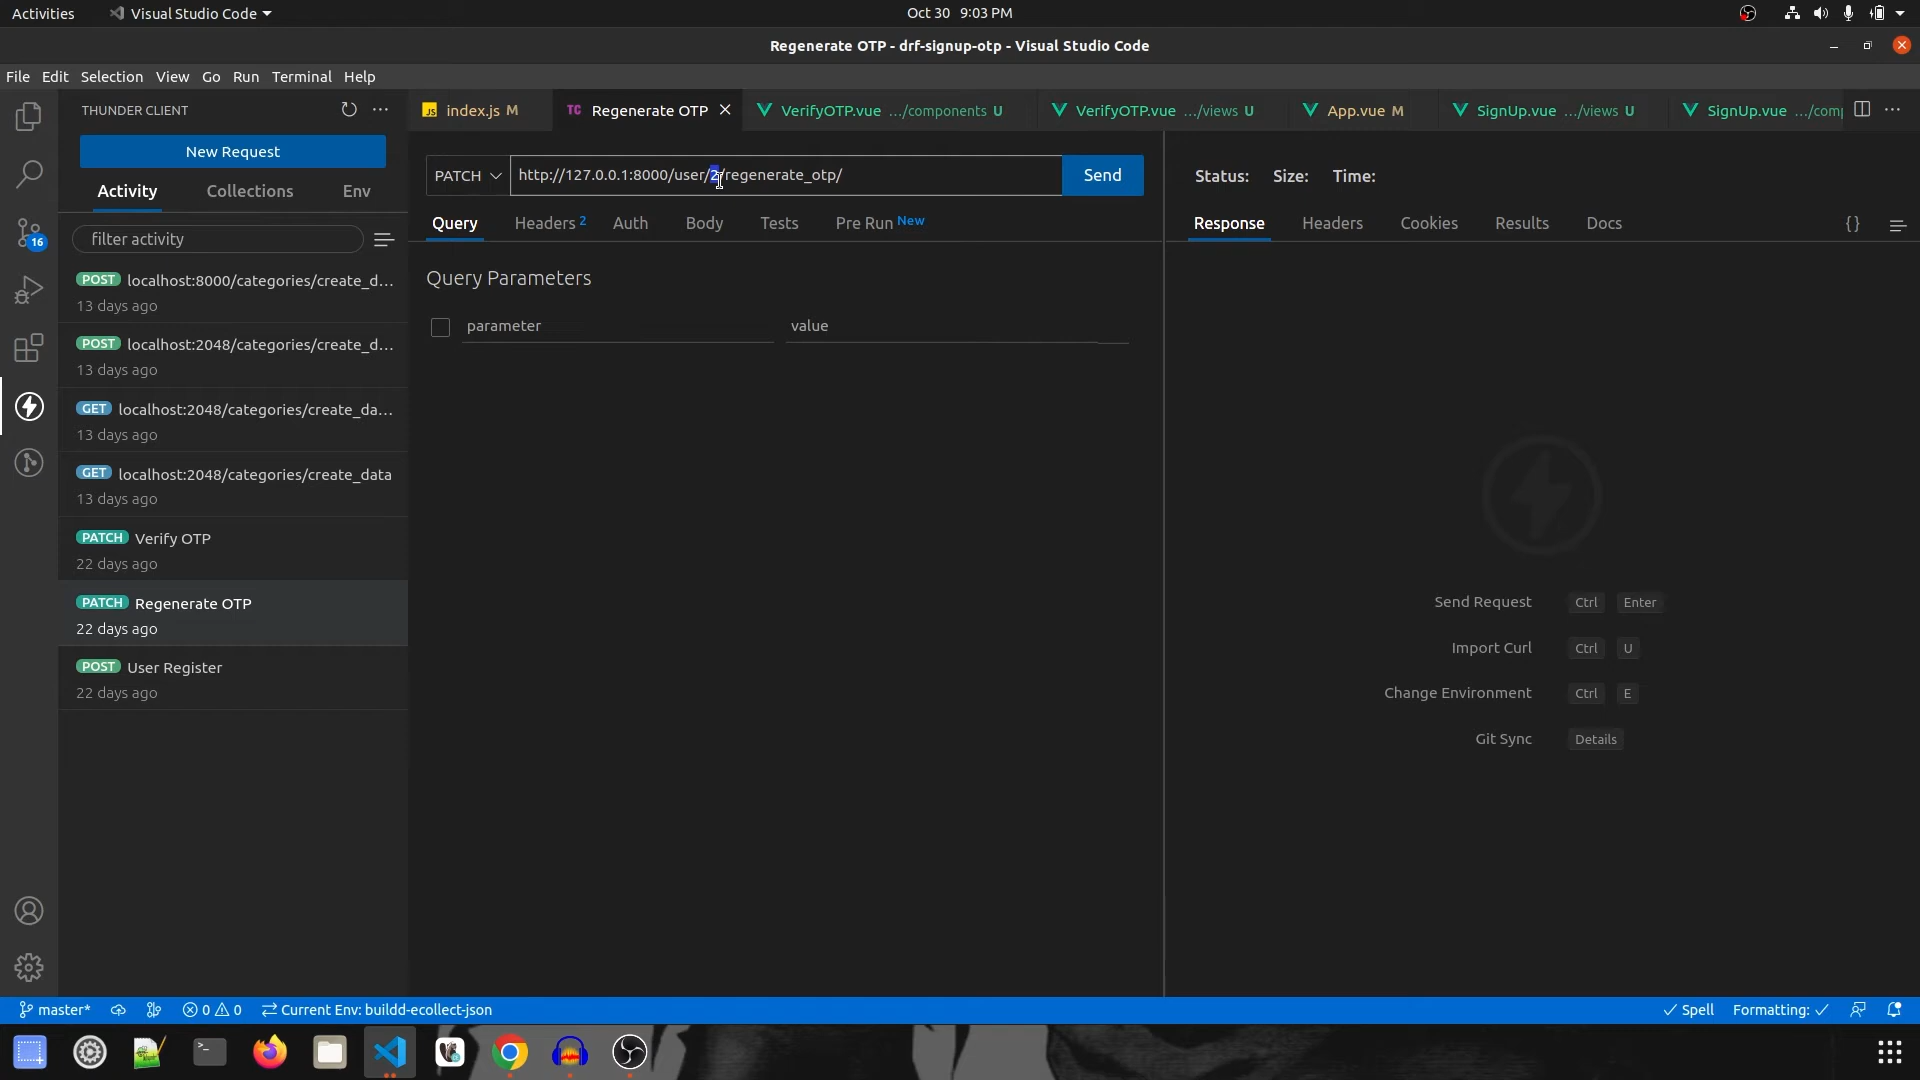 Activities Visual Studio Code Oct 30 9:03 PM
Regenerate OTP - drf-signup-otp - Visual Studio Code
File Edit Selection View Go Run Terminal Help
THUNDER CLIENT
New Request
Activity Collections Env
filter activity
POST localhost:8000/categories/create_d...
13 days ago
POST localhost:2048/categories/create_d...
13 days ago
GET localhost:2048/categories/create_da...
13 days ago
GET localhost:2048/categories/create_data
13 days ago
PATCH Verify OTP
22 days ago
PATCH Regenerate OTP
22 days ago
POST User Register
22 days ago
16
JS index.js M TC Regenerate OTP VerifyOTP.vue .../components U VerifyOTP.vue .../views U App.vue M SignUp.vue .../views U SignUp.vue .../comp
PATCH http://127.0.0.1:8000/user/2/regenerate_otp/ Send
Query Headers 2 Auth Body Tests Pre Run New
Query Parameters
parameter value
Status: Size: Time:
Response Headers Cookies Results Docs {}
Send Request Ctrl Enter
Import Curl Ctrl U
Change Environment Ctrl E
Git Sync Details
master* 0 0 Current Env: buildd-ecollect-json Spell Formatting: